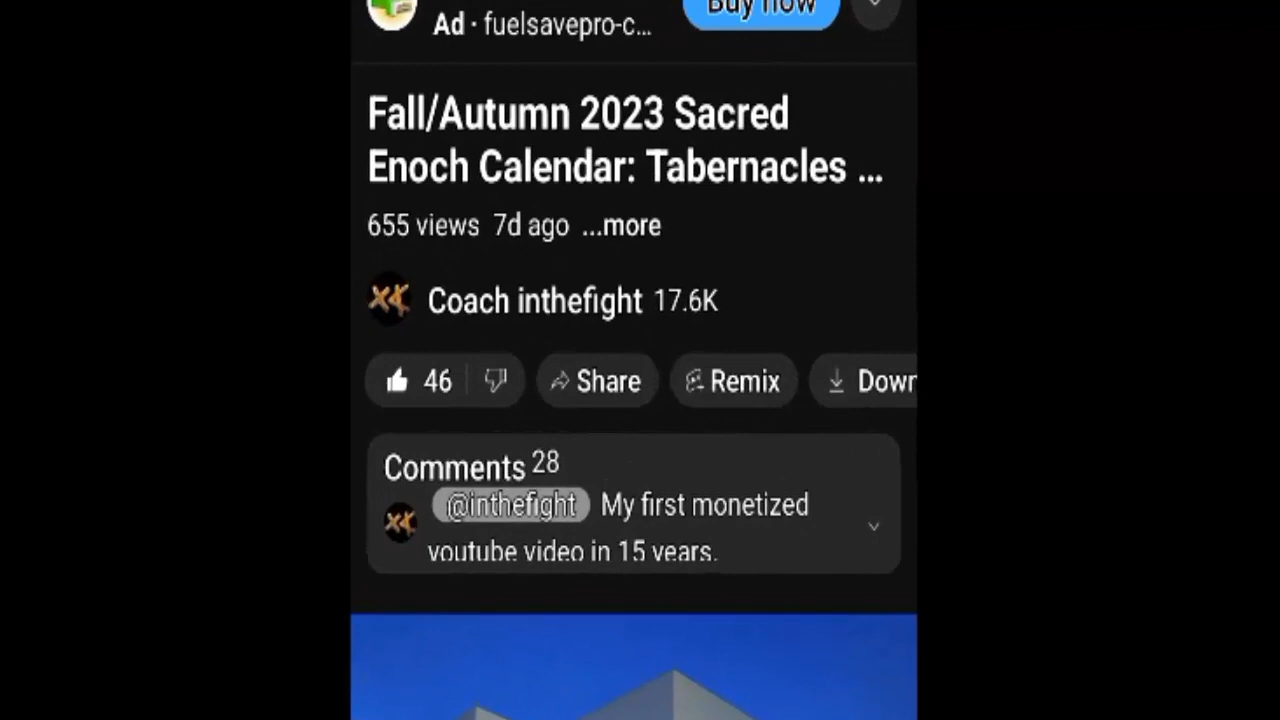 Buy now
Ad · fuelsavepro-c...
Fall/Autumn 2023 Sacred
Enoch Calendar: Tabernacles ...
655 views 7d ago ...more
Coach inthefight 17.6K
46 Share Remix Down
Comments 28
@inthefight My first monetized
youtube video in 15 years.